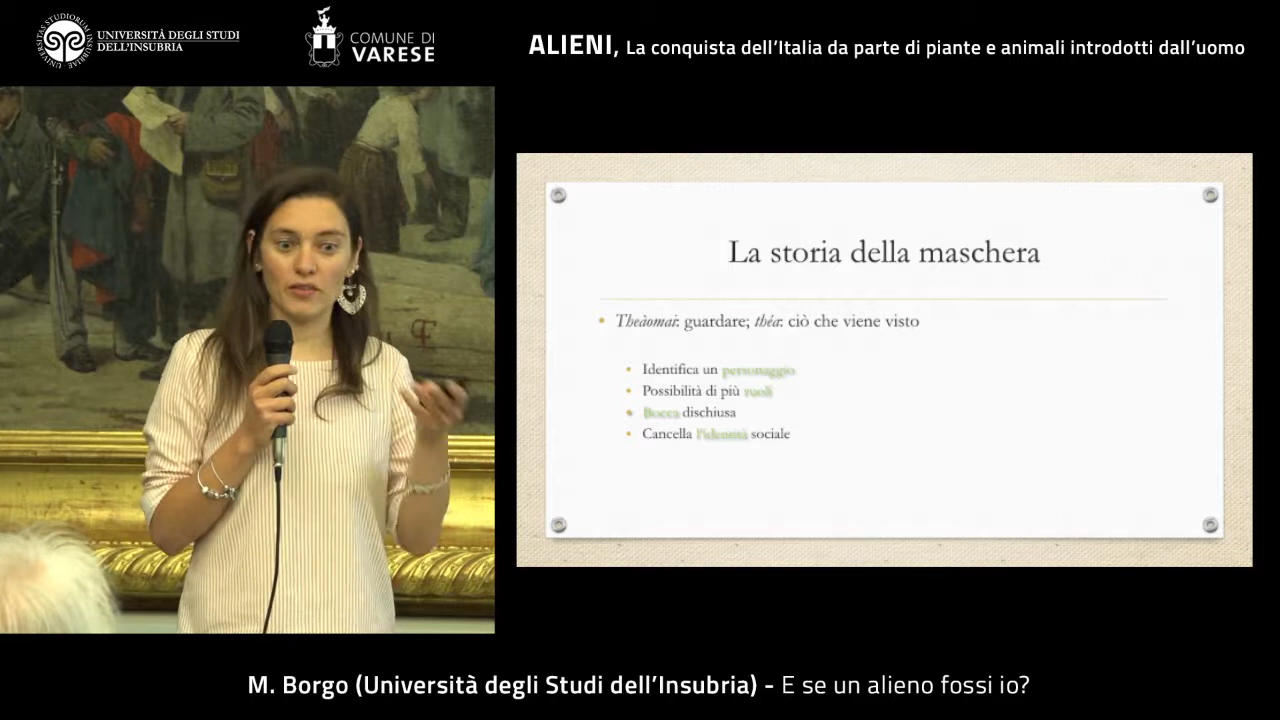 UNIVERSITÀ DEGLI STUDI
DELL'INSUBRIA
COMUNE DI
VARESE
ALIENI, La conquista dell'Italia da parte di piante e animali introdotti dall'uomo
La storia della maschera
• Theàomai: guardare; théa: ciò che viene visto
• Identifica un personaggio
• Possibilità di più ruoli
• Bocca dischiusa
• Cancella l'identità sociale
M. Borgo (Università degli Studi dell'Insubria) - E se un alieno fossi io?